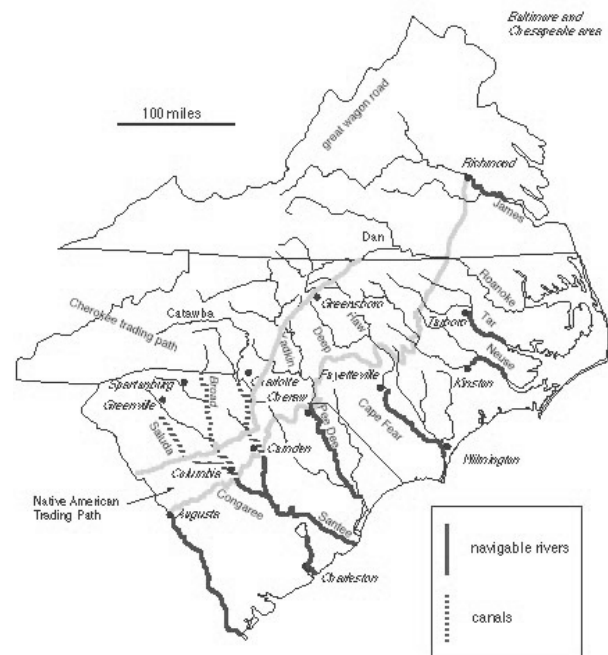 Baltimore and
Chesapeake area
100 miles
great wagon road
Richmond
James
Dan
Roanoke
Cherokee trading path
Catawba
Greensboro
Yadkin
Deep
Haw
Tarboro
Tar
Neuse
Kinston
Spartanburg
Greenville
Broad
Charlotte
Cheraw
Fayetteville
Saluda
Pee Dee
Cape Fear
Camden
Wilmington
Columbia
Native American
Trading Path
Congaree
Santee
Augusta
Charleston
navigable rivers
canals